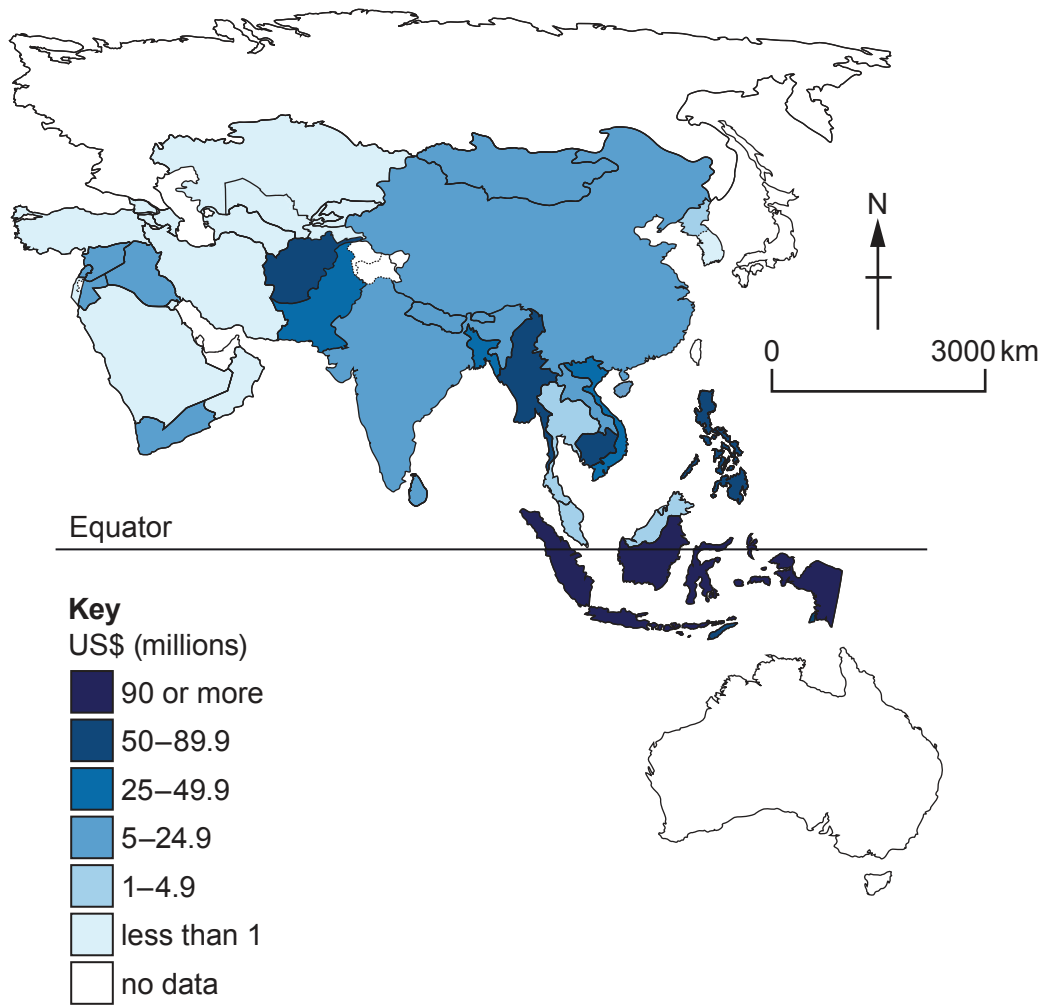 N
0 3000 km
Equator
Key
US$ (millions)
90 or more
50–89.9
25–49.9
5–24.9
1–4.9
less than 1
no data